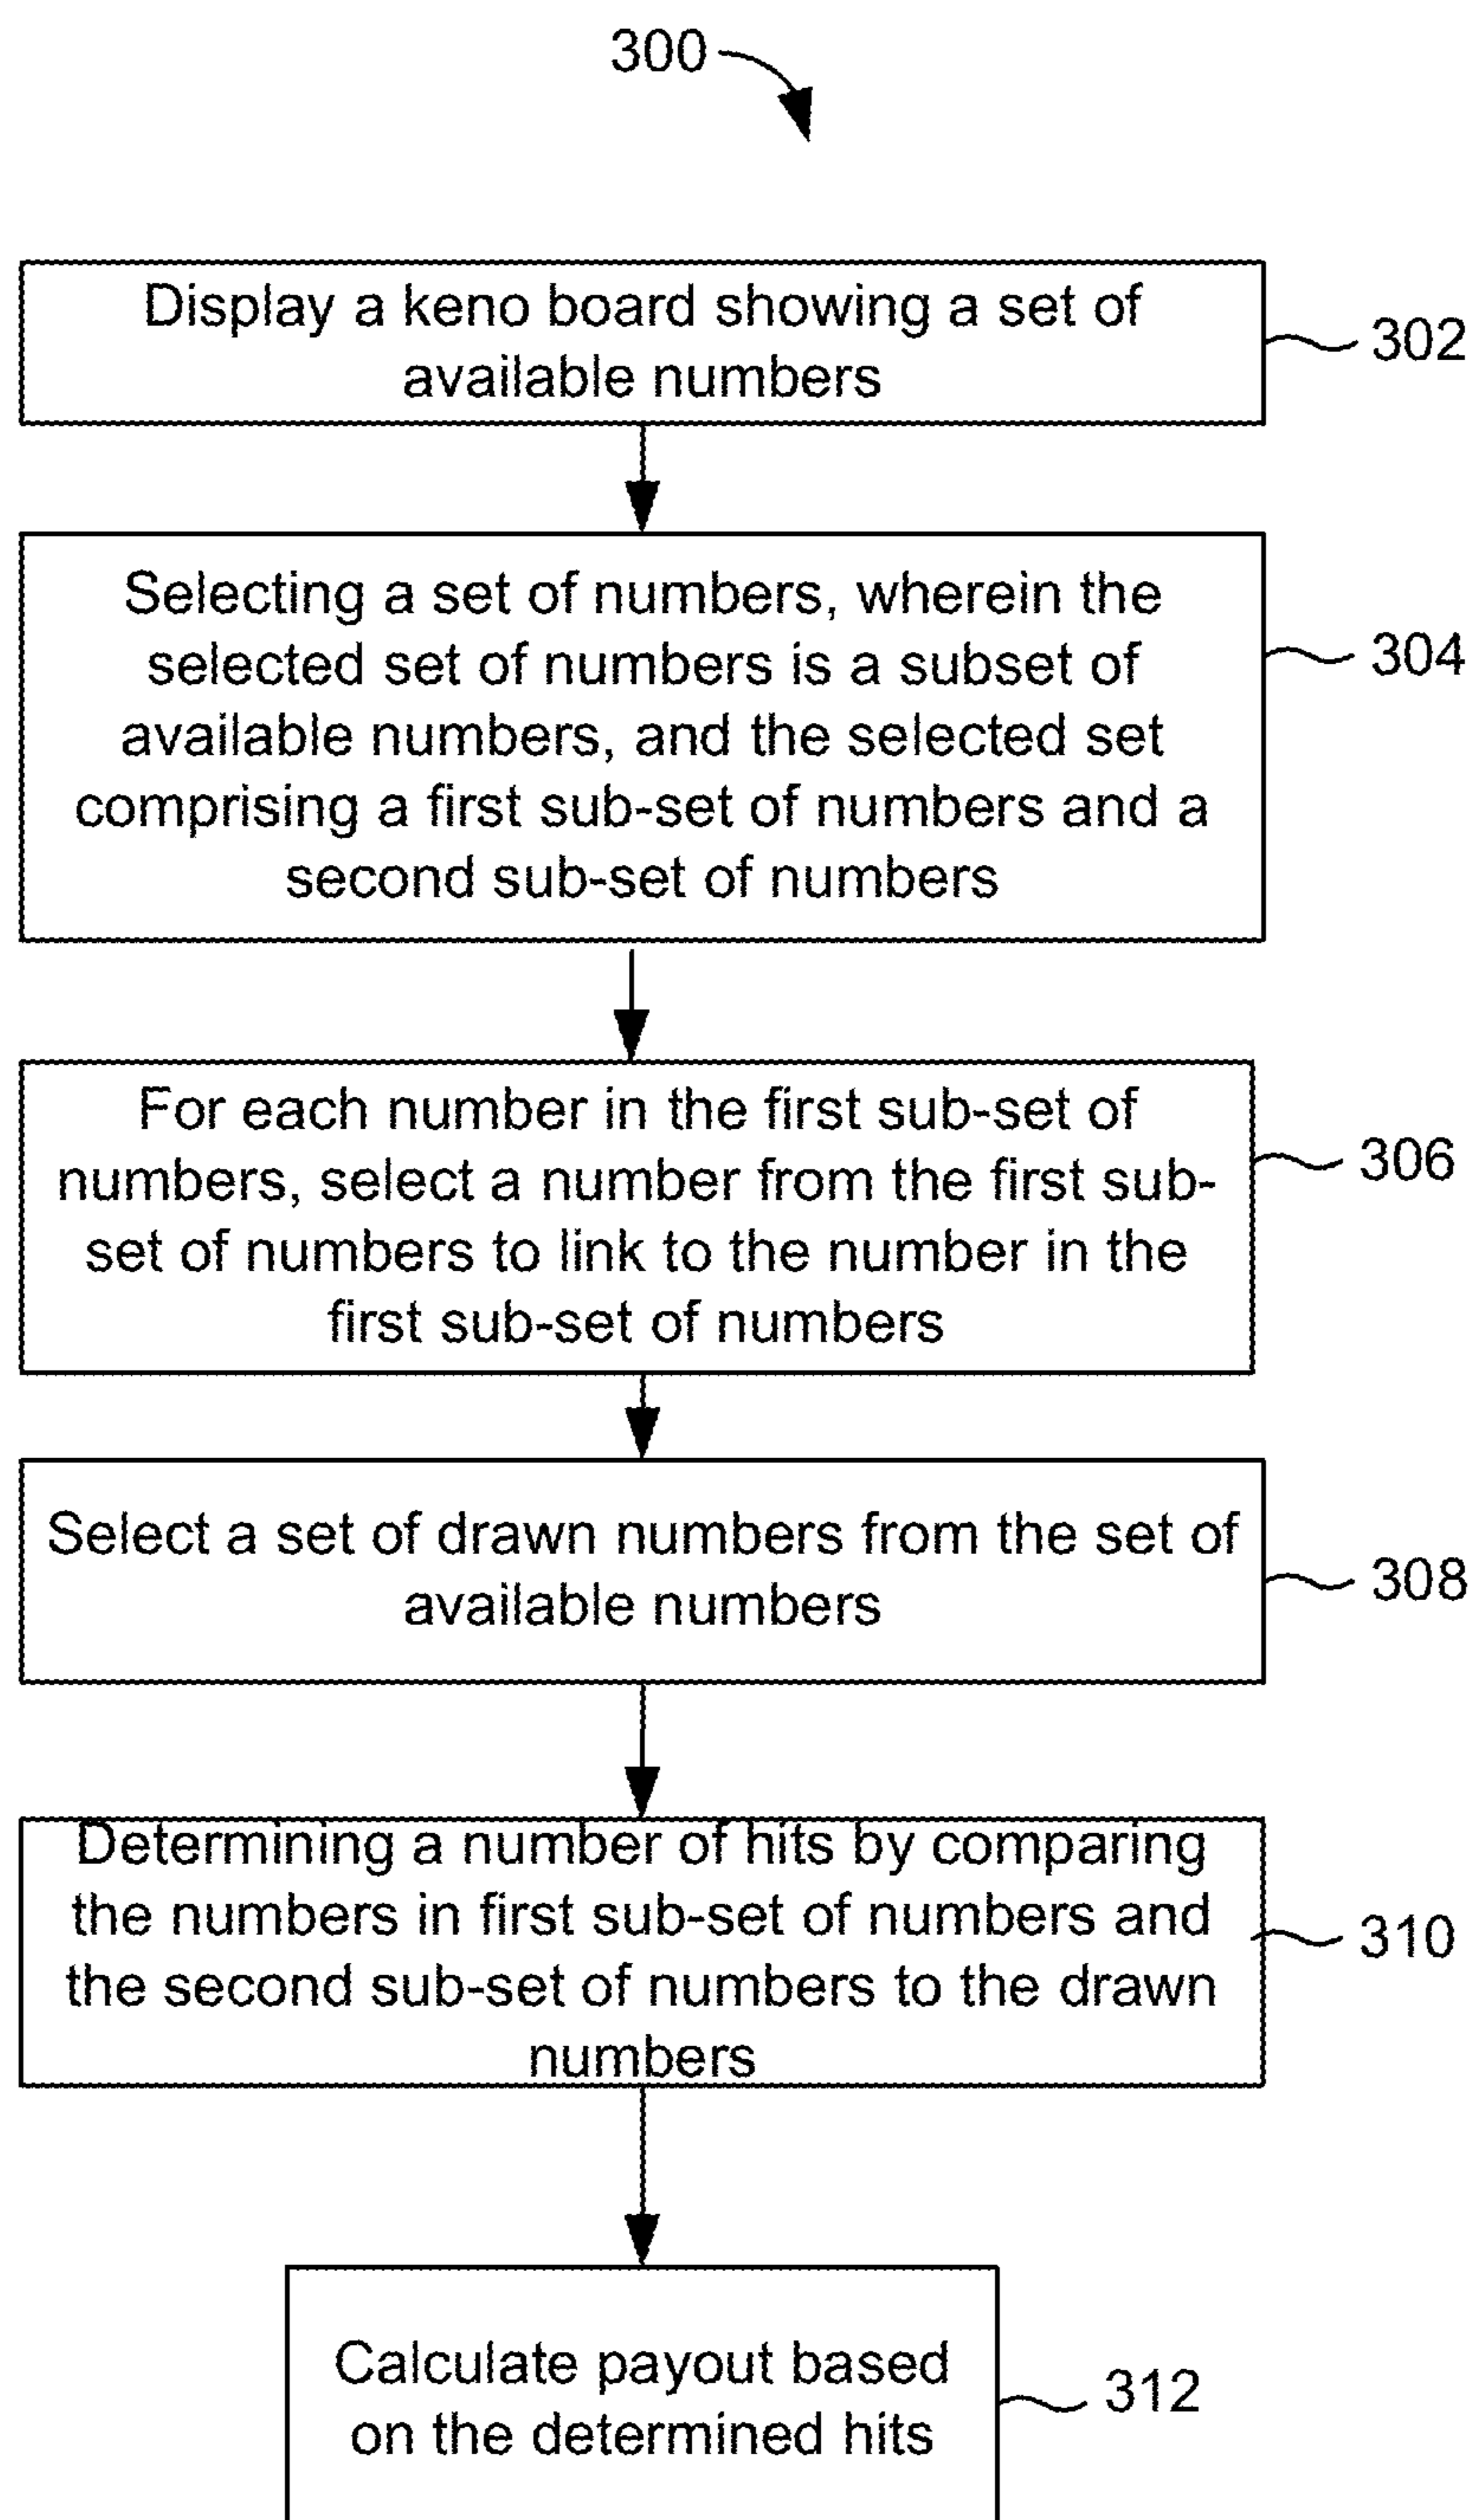 300
Display a keno board showing a set of
available numbers
302
Selecting a set of numbers, wherein the
selected set of numbers is a subset of
available numbers, and the selected set
comprising a first sub-set of numbers and a
second sub-set of numbers
304
For each number in the first sub-set of
numbers, select a number from the first sub-
set of numbers to link to the number in the
first sub-set of numbers
306
Select a set of drawn numbers from the set of
available numbers
308
Determining a number of hits by comparing
the numbers in first sub-set of numbers and
the second sub-set of numbers to the drawn
numbers
310
Calculate payout based
on the determined hits
312